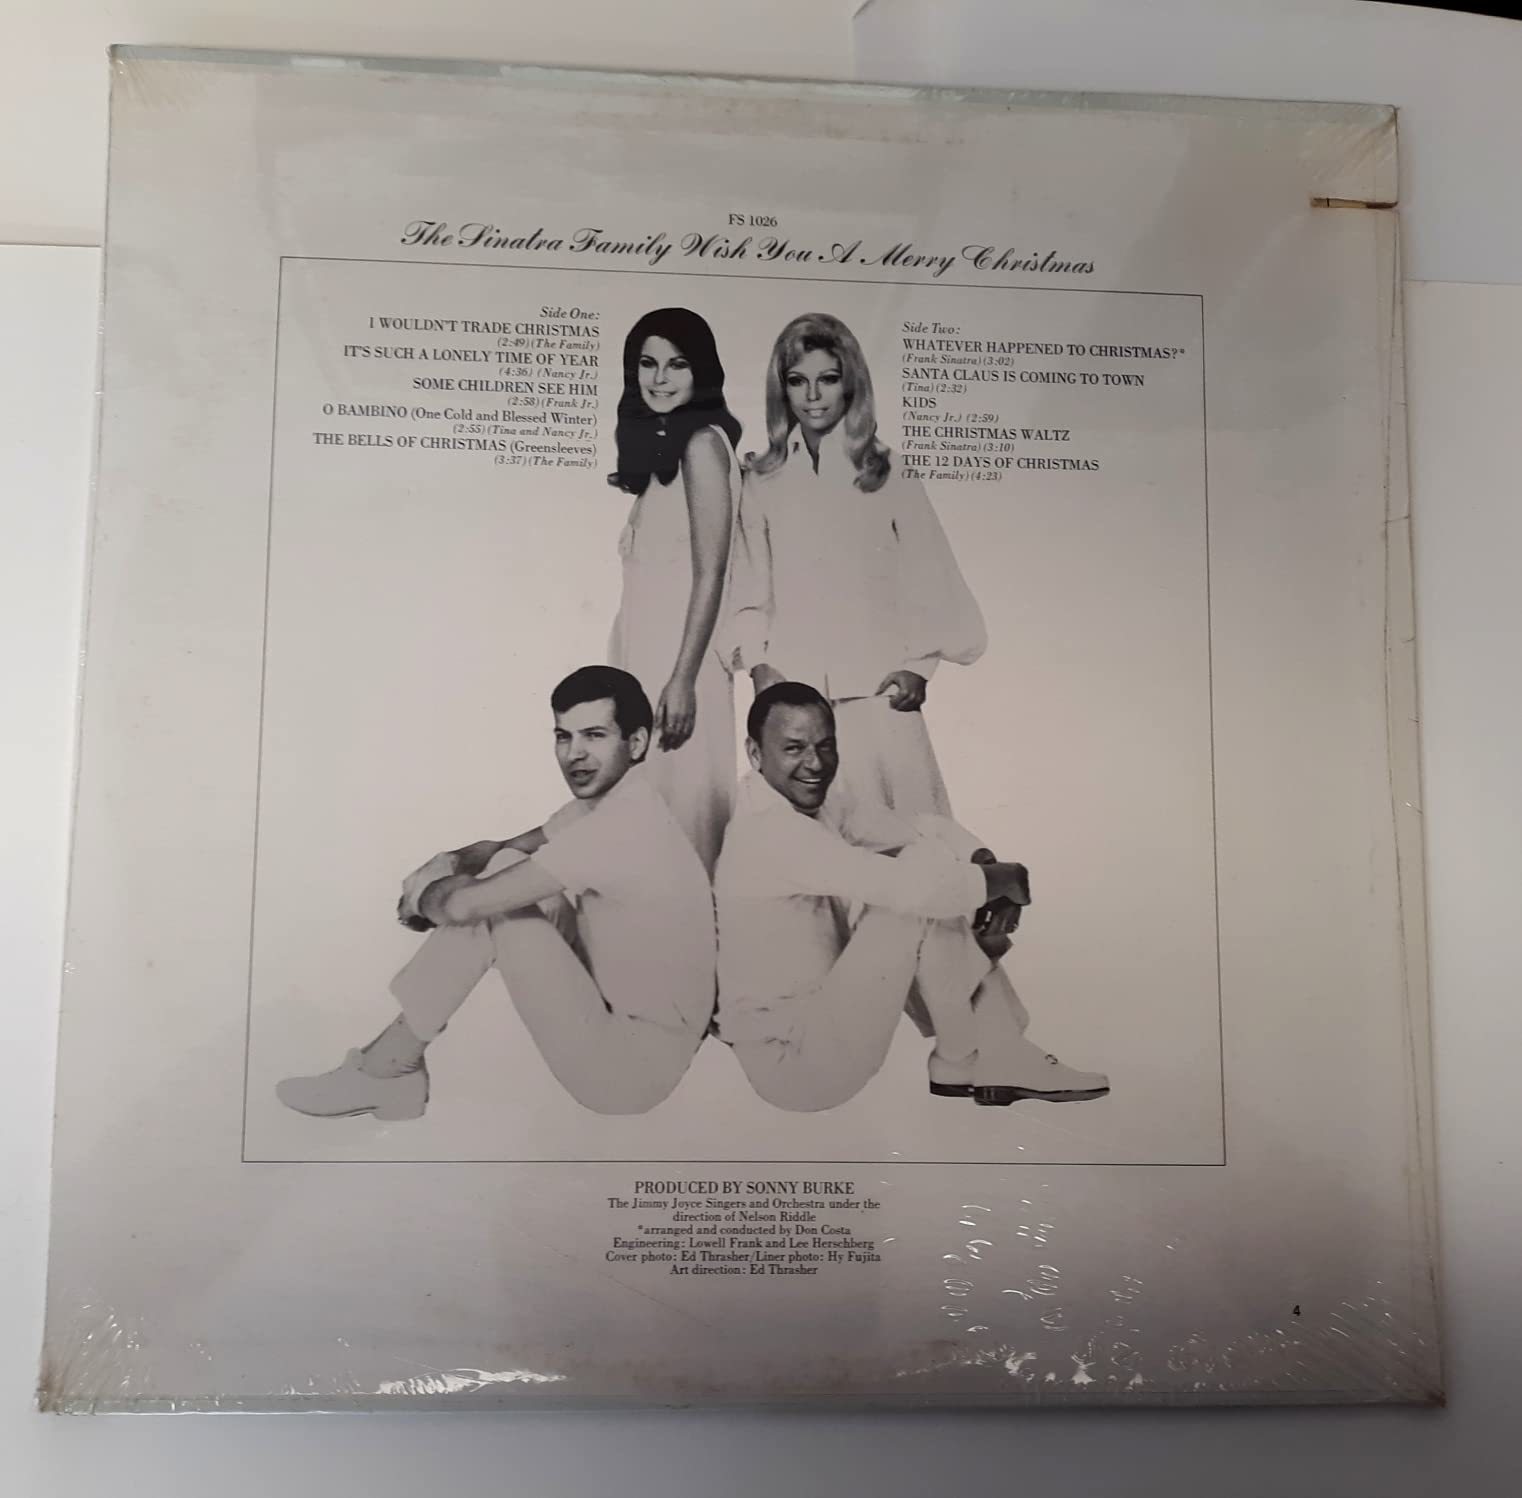 FS 1026
The Sinatra Family Wish You A Merry Christmas
Side One:
I WOULDN'T TRADE CHRISTMAS
(2:49) (The Family)
IT'S SUCH A LONELY TIME OF YEAR
(4:36) (Nancy Jr.)
SOME CHILDREN SEE HIM
(2:58) (Frank Jr.)
O BAMBINO (One Cold and Blessed Winter)
(2:55) (Tina and Nancy Jr.)
THE BELLS OF CHRISTMAS (Greensleeves)
(3:37) (The Family)
Side Two:
WHATEVER HAPPENED TO CHRISTMAS?*
(Frank Sinatra) (3:02)
SANTA CLAUS IS COMING TO TOWN
(Tina) (2:32)
KIDS
(Nancy Jr.) (2:59)
THE CHRISTMAS WALTZ
(Frank Sinatra) (3:10)
THE 12 DAYS OF CHRISTMAS
(The Family) (4:23)
PRODUCED BY SONNY BURKE
The Jimmy Joyce Singers and Orchestra under the
direction of Nelson Riddle
*arranged and conducted by Don Costa
Engineering: Lowell Frank and Lee Herschberg
Cover photo: Ed Thrasher/Liner photo: Hy Fujita
Art direction: Ed Thrasher
4